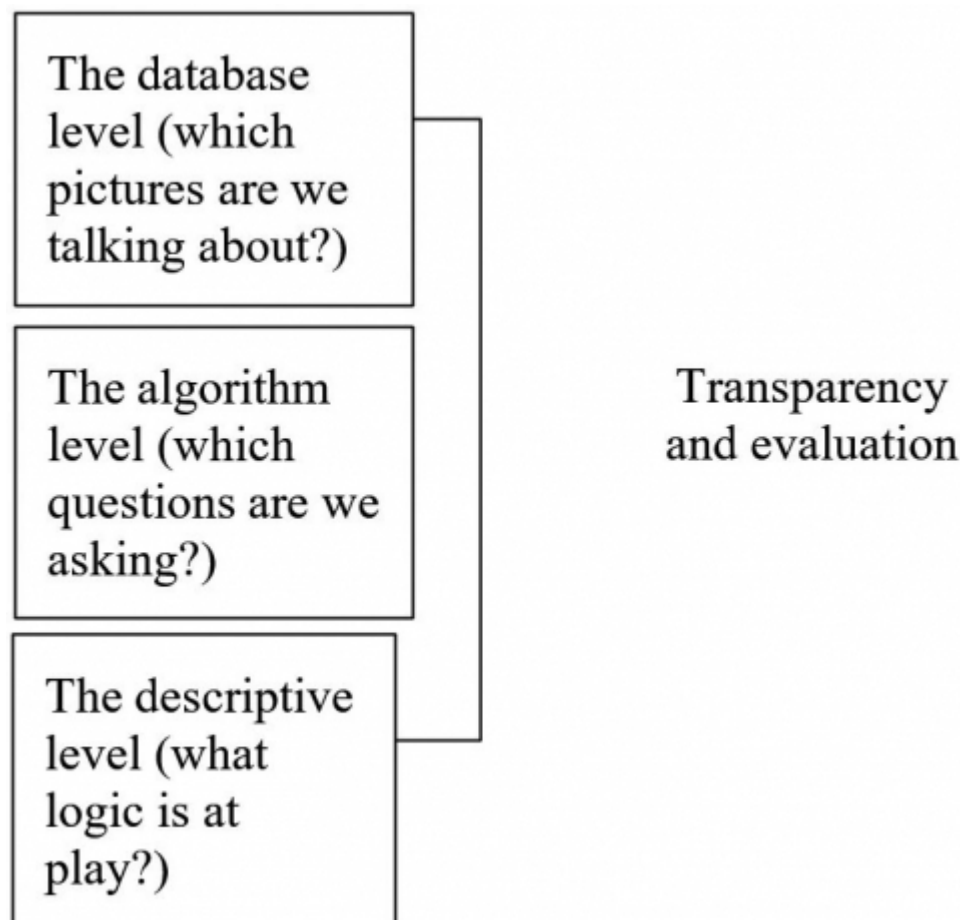 The database
level (which
pictures are we
talking about?)
The algorithm
level (which
questions are we
asking?)
The descriptive
level (what
logic is at
play?)
Transparency
and evaluation